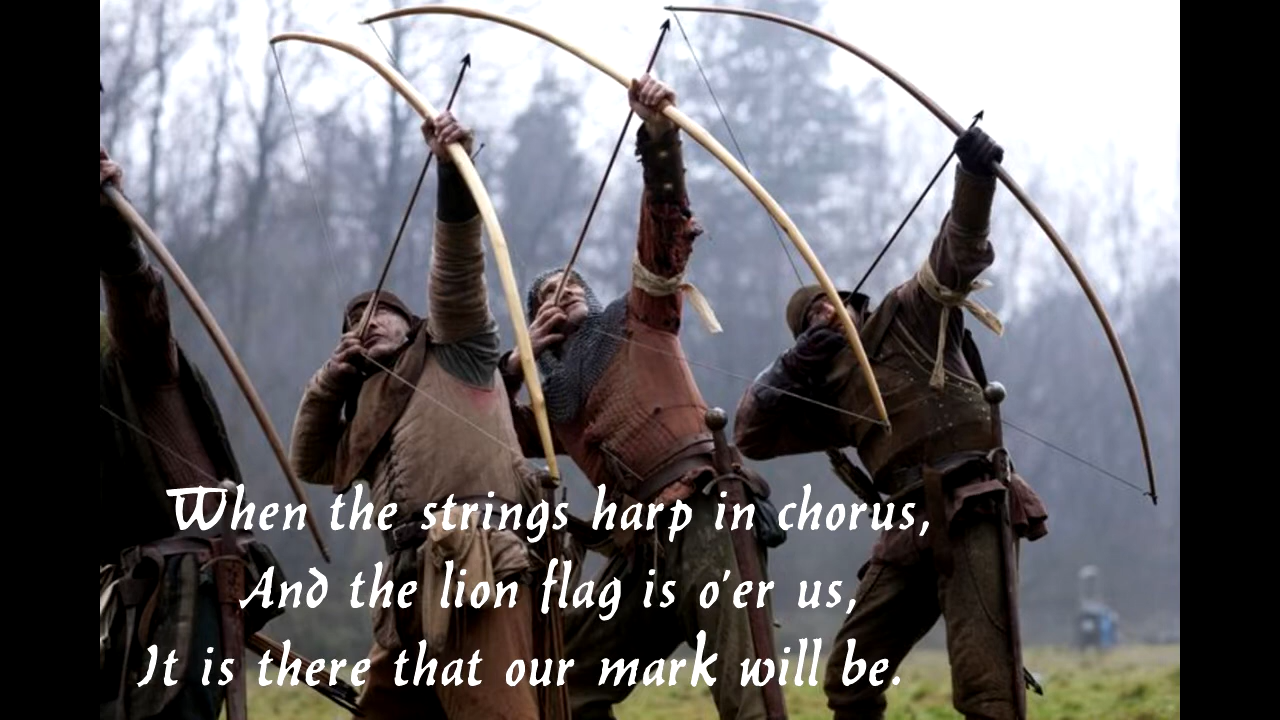 When the strings harp in chorus,
And the lion flag is o'er us,
It is there that our mark will be.